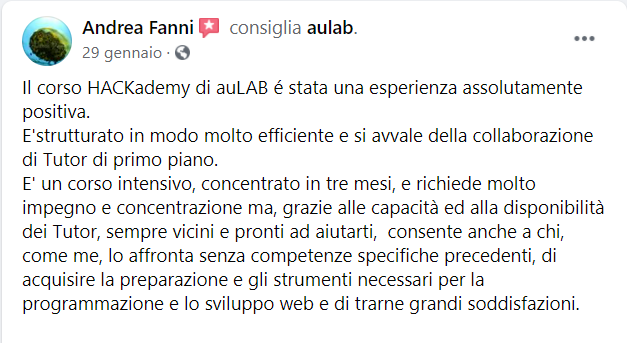 Andrea Fanni consiglia aulab.
29 gennaio ·
Il corso HACKademy di auLAB é stata una esperienza assolutamente
positiva.
E'strutturato in modo molto efficiente e si avvale della collaborazione
di Tutor di primo piano.
E' un corso intensivo, concentrato in tre mesi, e richiede molto
impegno e concentrazione ma, grazie alle capacità ed alla disponibilità
dei Tutor, sempre vicini e pronti ad aiutarti,  consente anche a chi,
come me, lo affronta senza competenze specifiche precedenti, di
acquisire la preparazione e gli strumenti necessari per la
programmazione e lo sviluppo web e di trarne grandi soddisfazioni.